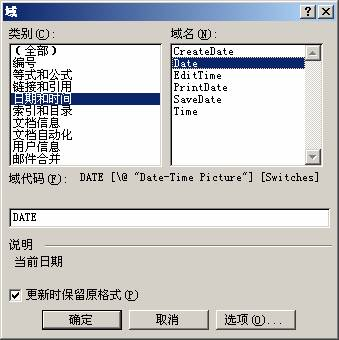 域
类别(C):
域名(N):
(全部)
编号
等式和公式
链接和引用
日期和时间
索引和目录
文档信息
文档自动化
用户信息
邮件合并
CreateDate
Date
EditTime
PrintDate
SaveDate
Time
域代码(F): DATE [\@ "Date-Time Picture"] [Switches]
DATE
说明
当前日期
更新时保留原格式(P)
确定
取消
选项(O)...